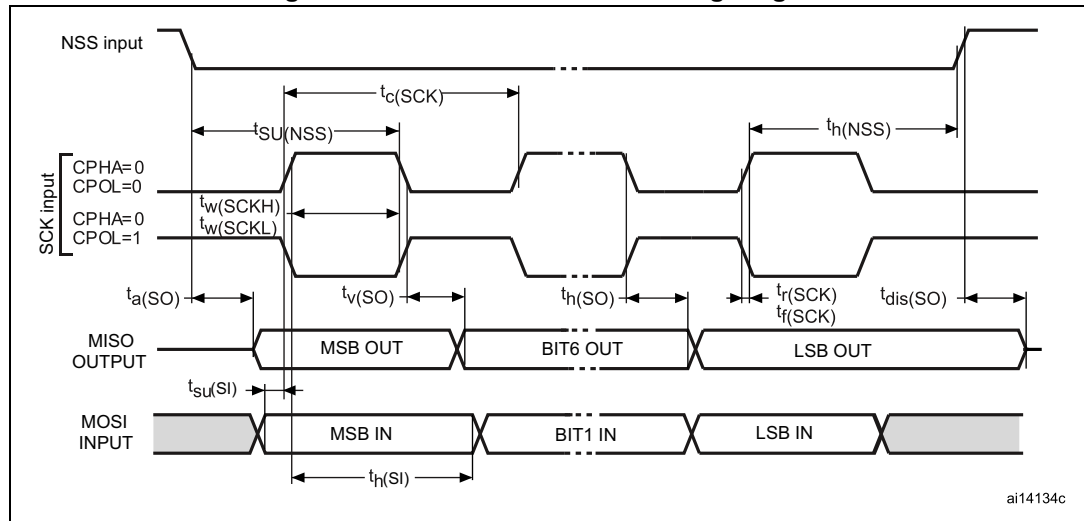 NSS input
tc(SCK)
tSU(NSS)
th(NSS)
SCK input
CPHA=0
CPOL=0
tw(SCKH)
CPHA=0
tw(SCKL)
CPOL=1
ta(SO)
tv(SO)
th(SO)
tr(SCK)
tf(SCK)
tdis(SO)
MISO
OUTPUT
MSB OUT
BIT6 OUT
LSB OUT
tsu(SI)
MOSI
INPUT
MSB IN
BIT1 IN
LSB IN
th(SI)
ai14134c